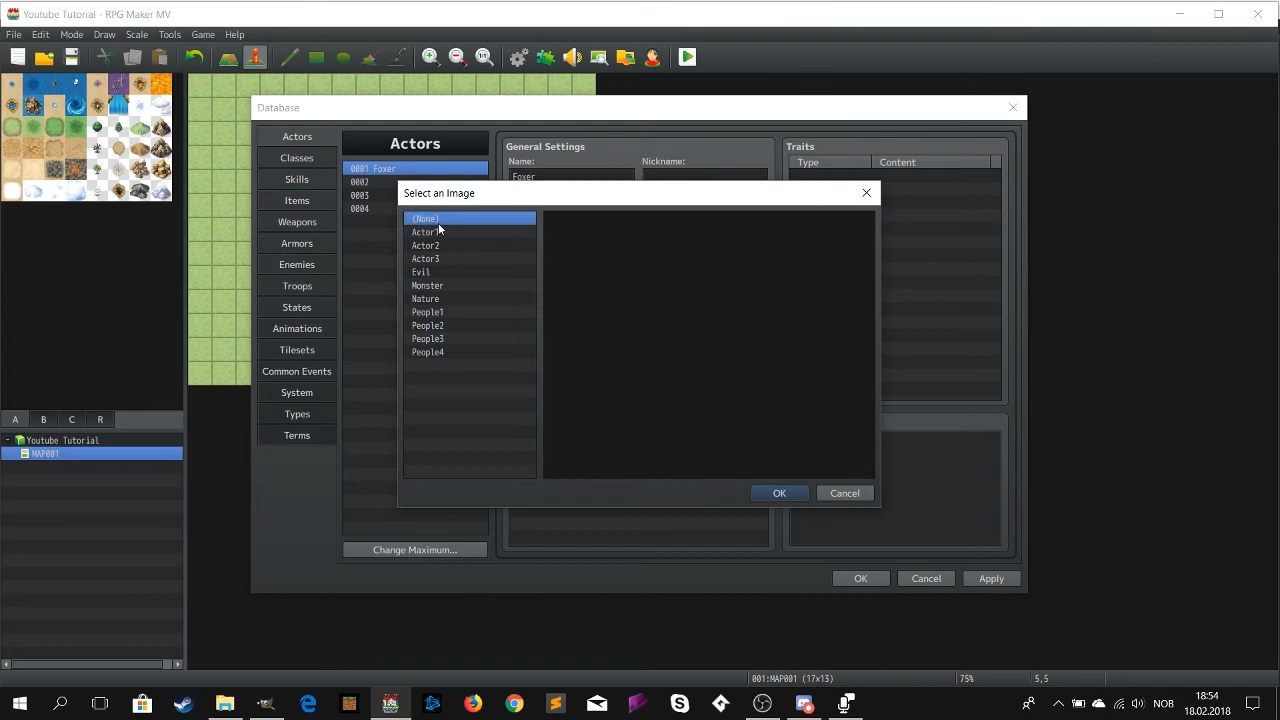 Youtube Tutorial - RPG Maker MV
File Edit Mode Draw Scale Tools Game Help
1:1
Database
Actors
Classes
Skills
Items
Weapons
Armors
Enemies
Troops
States
Animations
Tilesets
Common Events
System
Types
Terms
Actors
0001 Foxer
0002
0003
0004
Change Maximum...
General Settings
Name:
Nickname:
Foxer
Traits
Type Content
Select an Image
(None)
Actor1
Actor2
Actor3
Evil
Monster
Nature
People1
People2
People3
People4
OK Cancel
OK Cancel Apply
A B C R
Youtube Tutorial
MAP001
001:MAP001 (17x13) 75% 5,5
NOB
18:54
18.02.2018